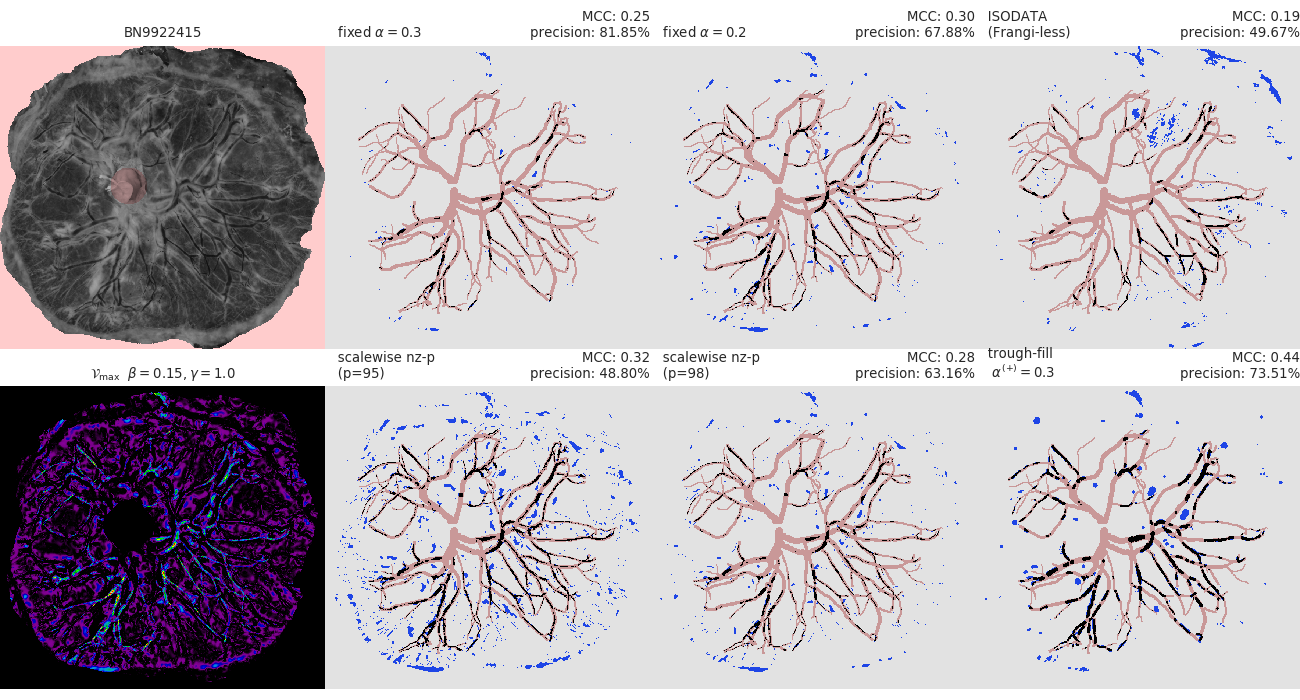 BN9922415
fixed α = 0.3
MCC: 0.25
precision: 81.85%
fixed α = 0.2
MCC: 0.30
precision: 67.88%
ISODATA
(Frangi-less)
MCC: 0.19
precision: 49.67%
𝒱max β = 0.15, γ = 1.0
scalewise nz-p
(p=95)
MCC: 0.32
precision: 48.80%
scalewise nz-p
(p=98)
MCC: 0.28
precision: 63.16%
trough-fill
α(+) = 0.3
MCC: 0.44
precision: 73.51%